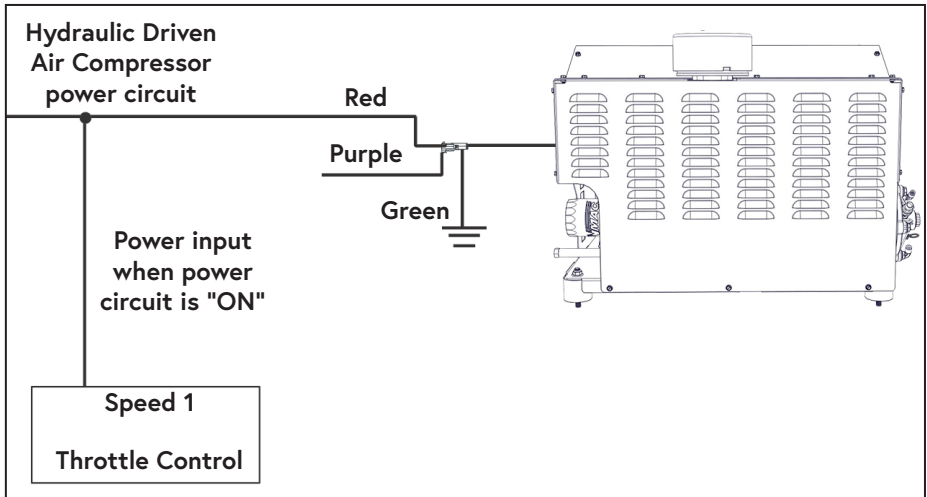 Hydraulic Driven
Air Compressor
power circuit
Red
Purple
Green
Power input
when power
circuit is "ON"
Speed 1
Throttle Control